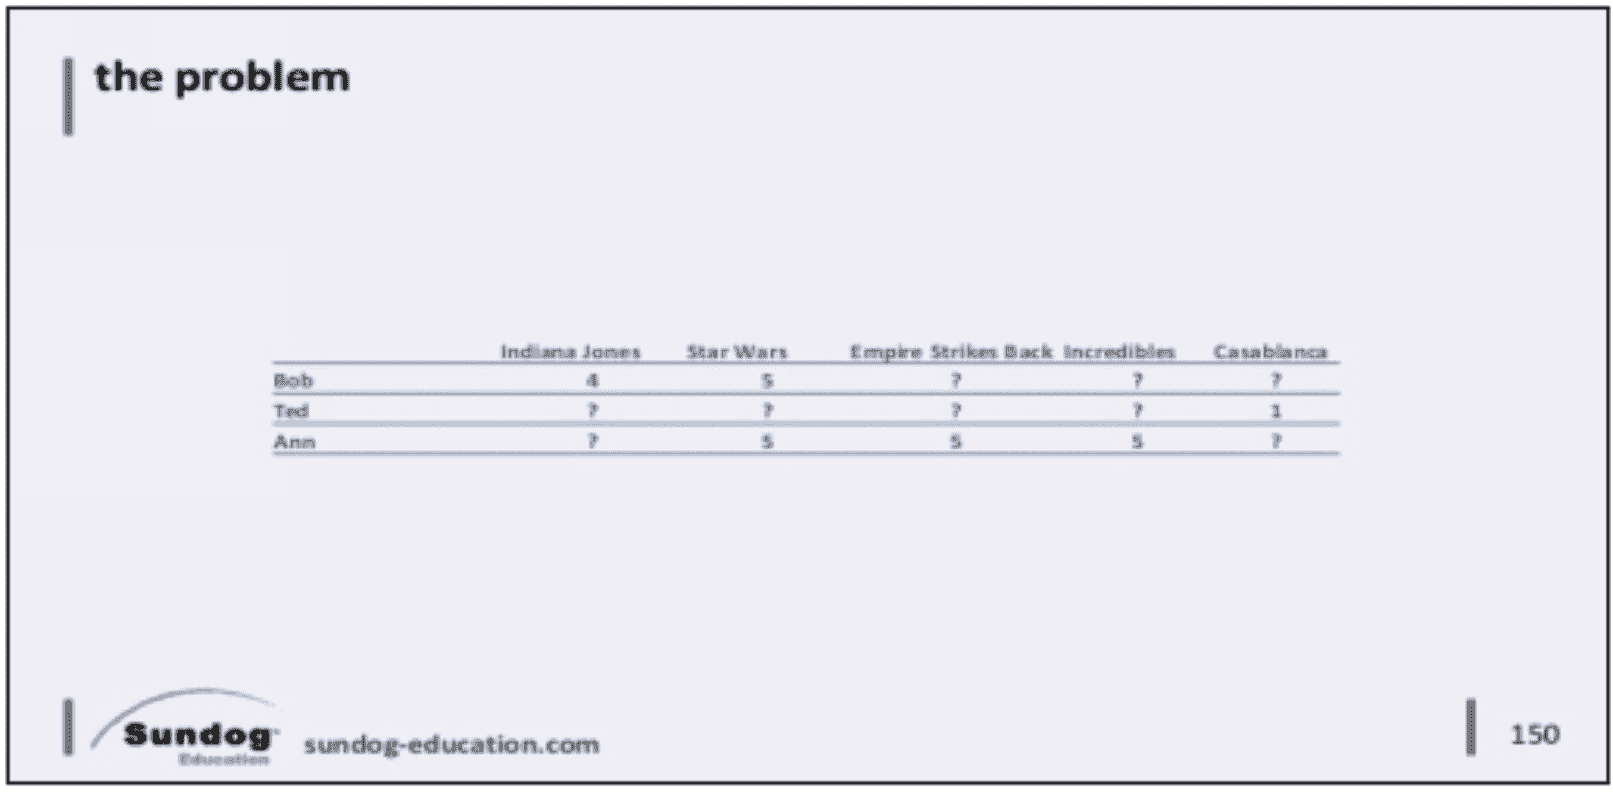 the problem
Indiana Jones Star Wars Empire Strikes Back Incredibles Casablanca
Bob 4 5 ? ? ?
Ted ? ? ? ? 1
Ann ? 5 5 5 ?
Sundog
Education
sundog-education.com
150